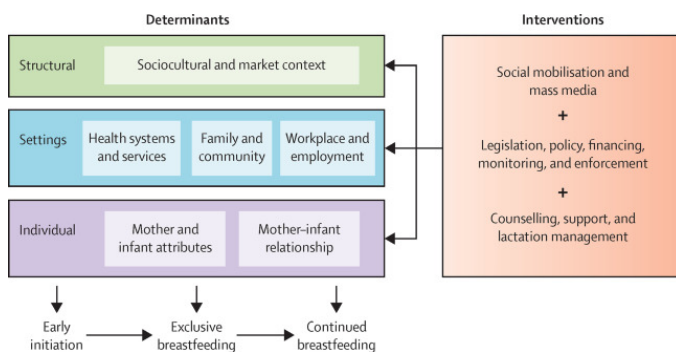 Determinants
Interventions
Structural
Sociocultural and market context
Settings
Health systems
and services
Family and
community
Workplace and
employment
Individual
Mother and
infant attributes
Mother–infant
relationship
Social mobilisation and
mass media
+
Legislation, policy, financing,
monitoring, and enforcement
+
Counselling, support, and
lactation management
Early
initiation
Exclusive
breastfeeding
Continued
breastfeeding